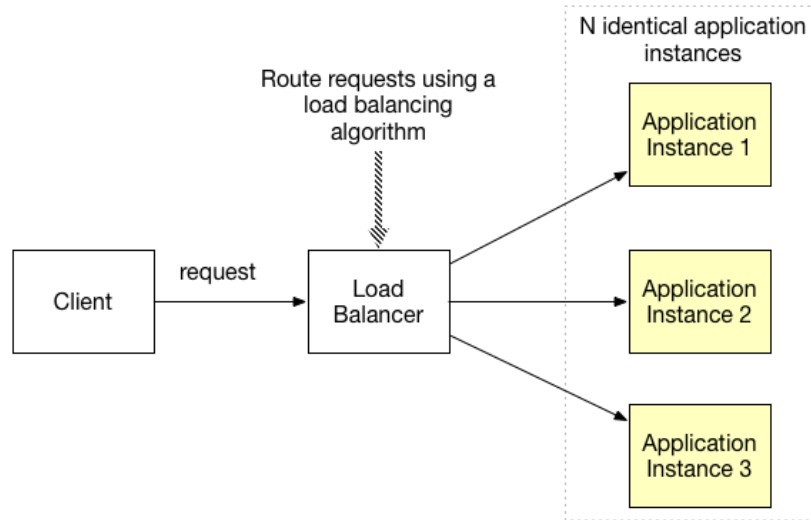 N identical application
instances
Route requests using a
load balancing
algorithm
Application
Instance 1
Client
request
Load
Balancer
Application
Instance 2
Application
Instance 3